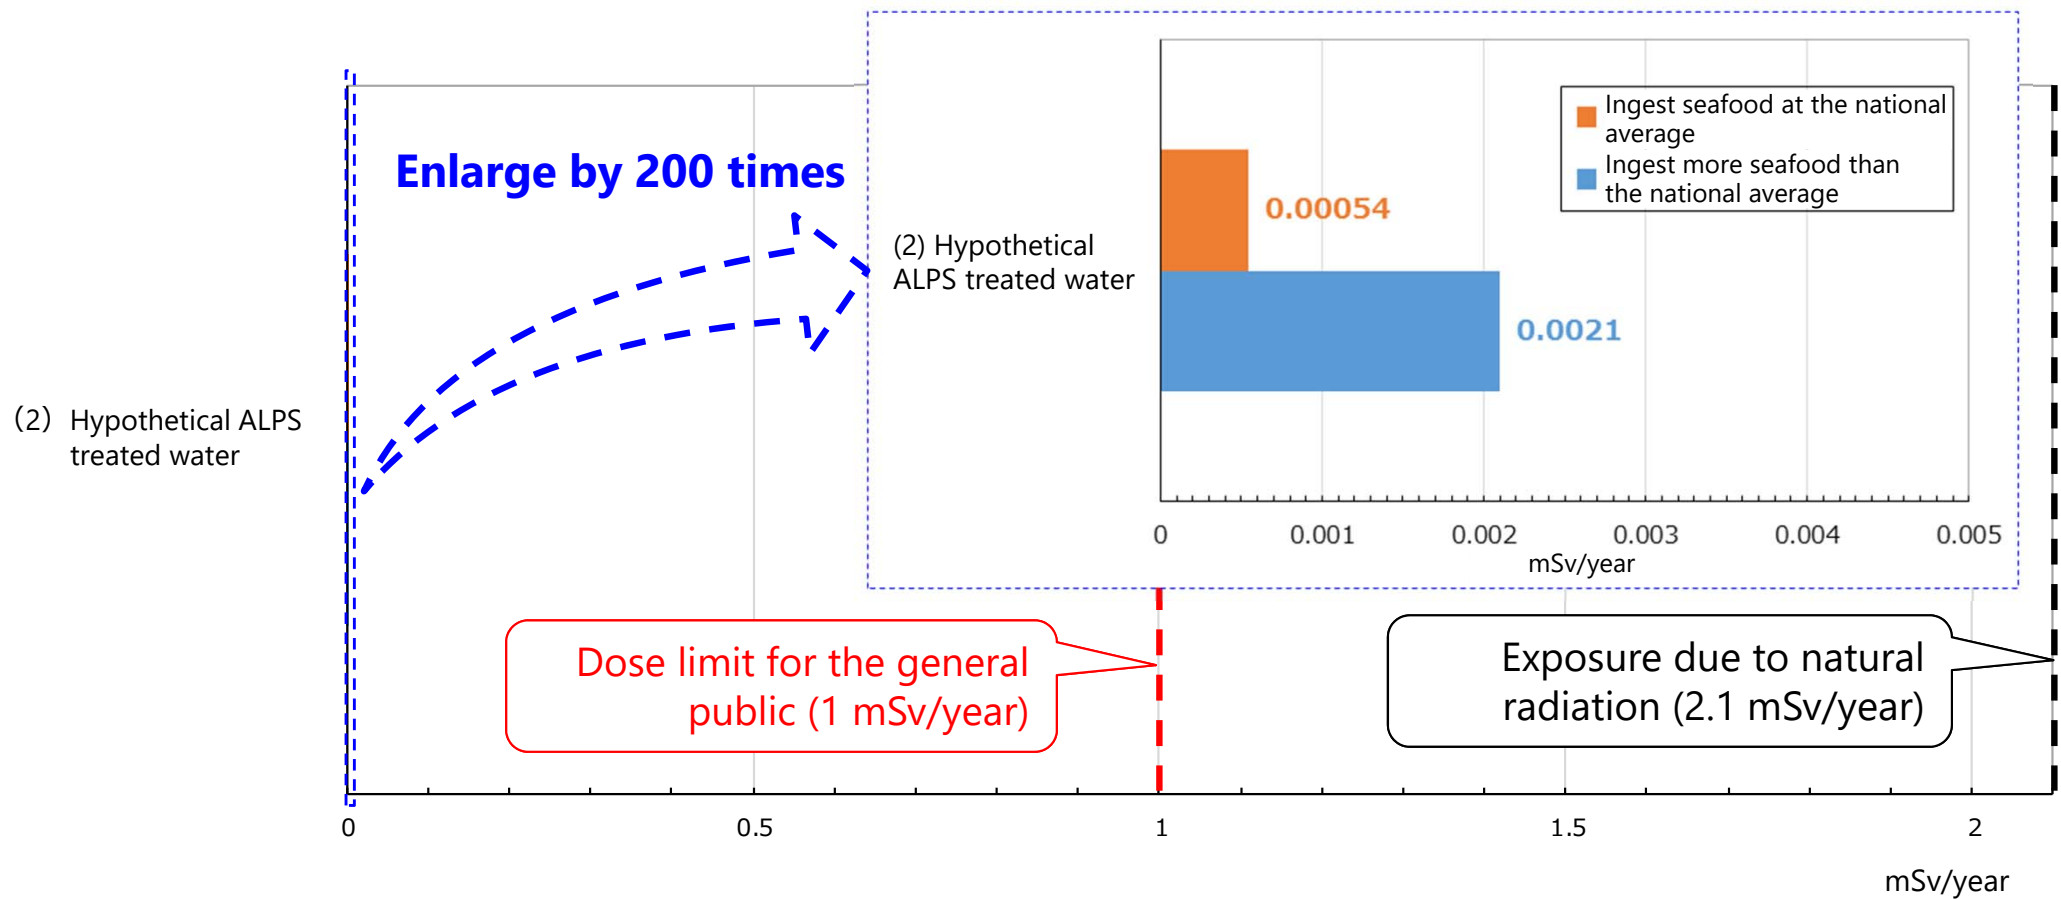 Enlarge by 200 times
(2) Hypothetical ALPS
treated water
(2) Hypothetical
ALPS treated water
Ingest seafood at the national
average
Ingest more seafood than
the national average
0.00054
0.0021
0 0.001 0.002 0.003 0.004 0.005
mSv/year
Dose limit for the general
public (1 mSv/year)
Exposure due to natural
radiation (2.1 mSv/year)
0 0.5 1 1.5 2
mSv/year